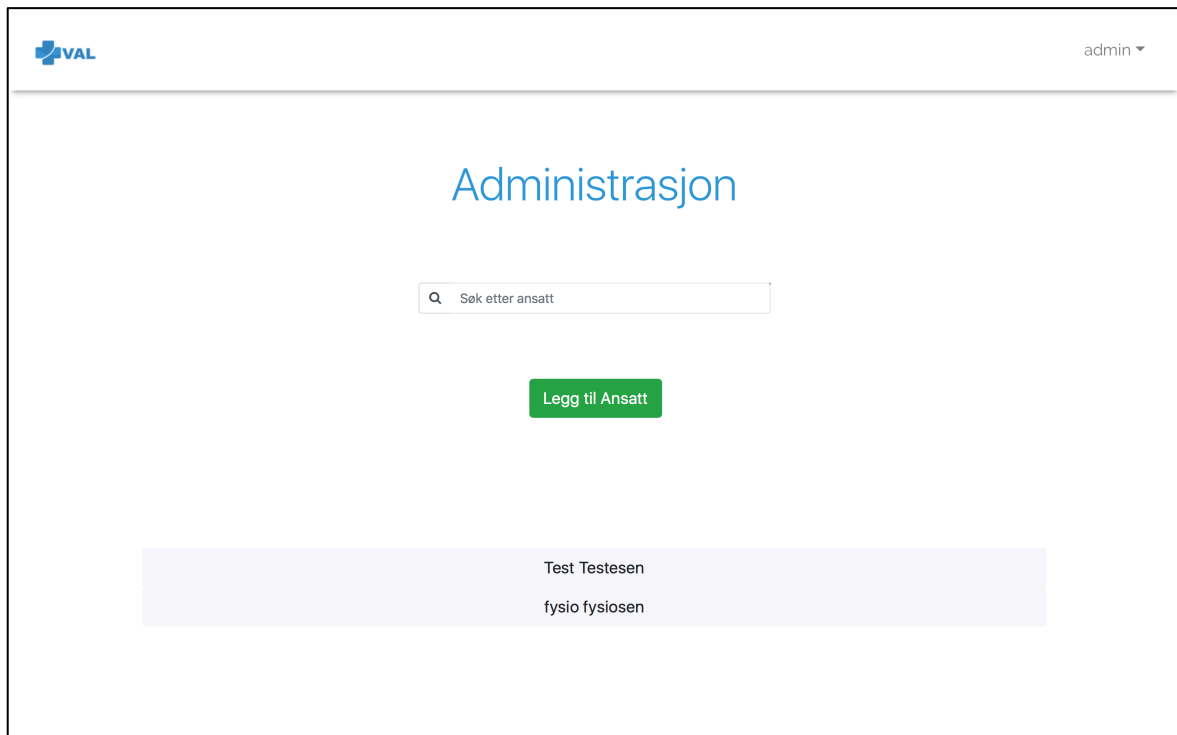 VAL
admin
Administrasjon
Søk etter ansatt
Legg til Ansatt
Test Testesen
fysio fysiosen